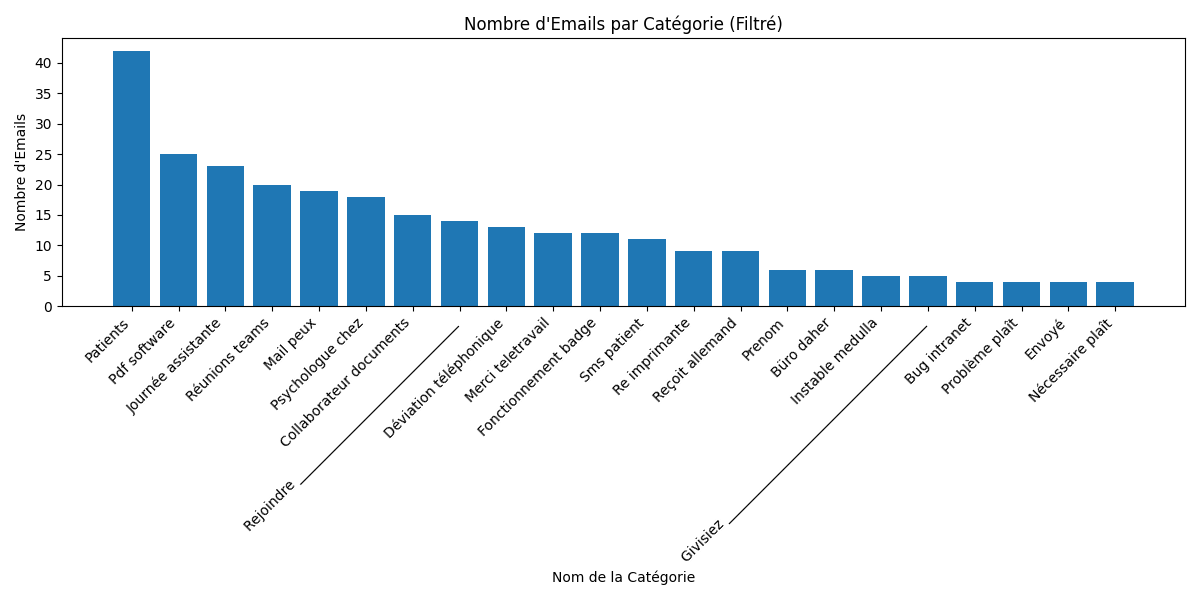 Nombre d'Emails par Catégorie (Filtré)
Nombre d'Emails
40
35
30
25
20
15
10
5
0
Patients
Pdf software
Journée assistante
Réunions teams
Mail peux
Psychologue chez
Collaborateur documents
Rejoindre ________________________
Déviation téléphonique
Merci teletravail
Fonctionnement badge
Sms patient
Re imprimante
Reçoit allemand
Prenom
Büro daher
Instable medulla
Givisiez ______________________________
Bug intranet
Problème plaît
Envoyé
Nécessaire plaît
Nom de la Catégorie